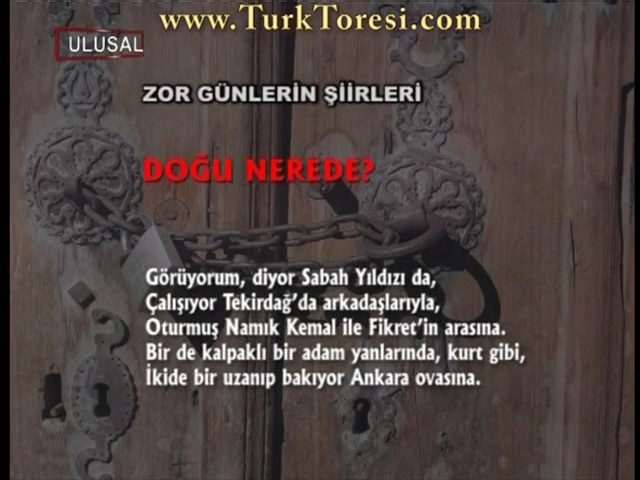 www.TurkToresi.com
ULUSAL
ZOR GÜNLERİN ŞİİRLERİ
DOĞU NEREDE?
Görüyorum, diyor Sabah Yıldızı da,
Çalışıyor Tekirdağ'da arkadaşlarıyla,
Oturmuş Namık Kemal ile Fikret'in arasına.
Bir de kalpaklı bir adam yanlarında, kurt gibi,
İkide bir uzanıp bakıyor Ankara ovasına.